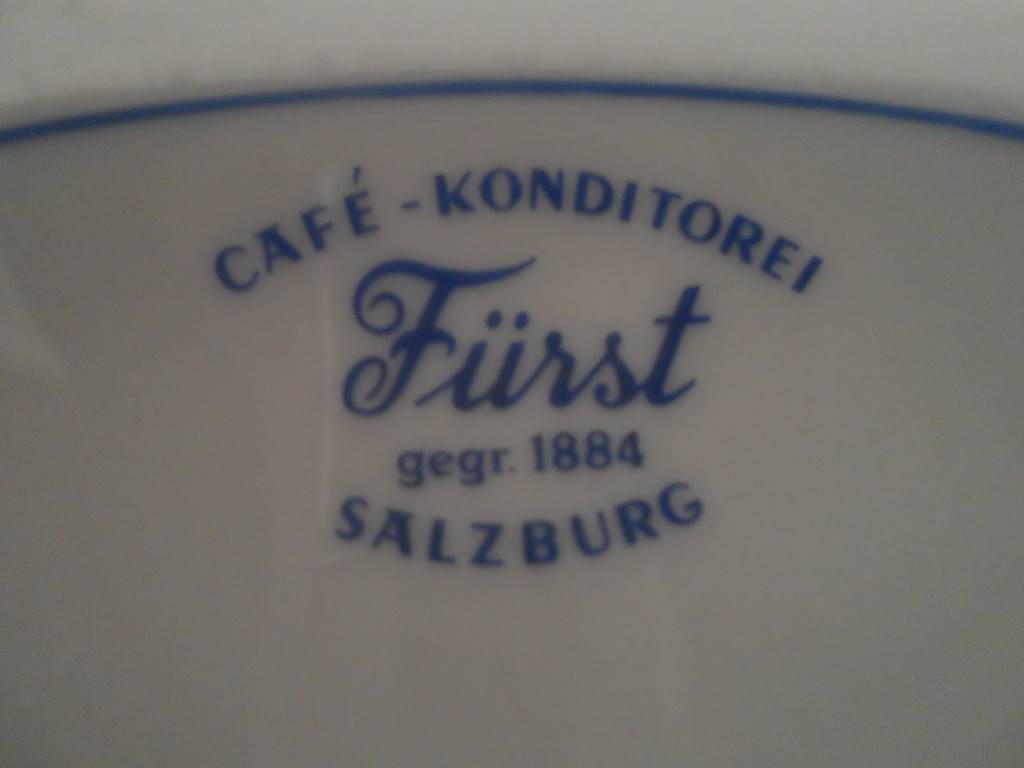 CAFÉ - KONDITOREI
Fürst
gegr. 1884
SALZBURG